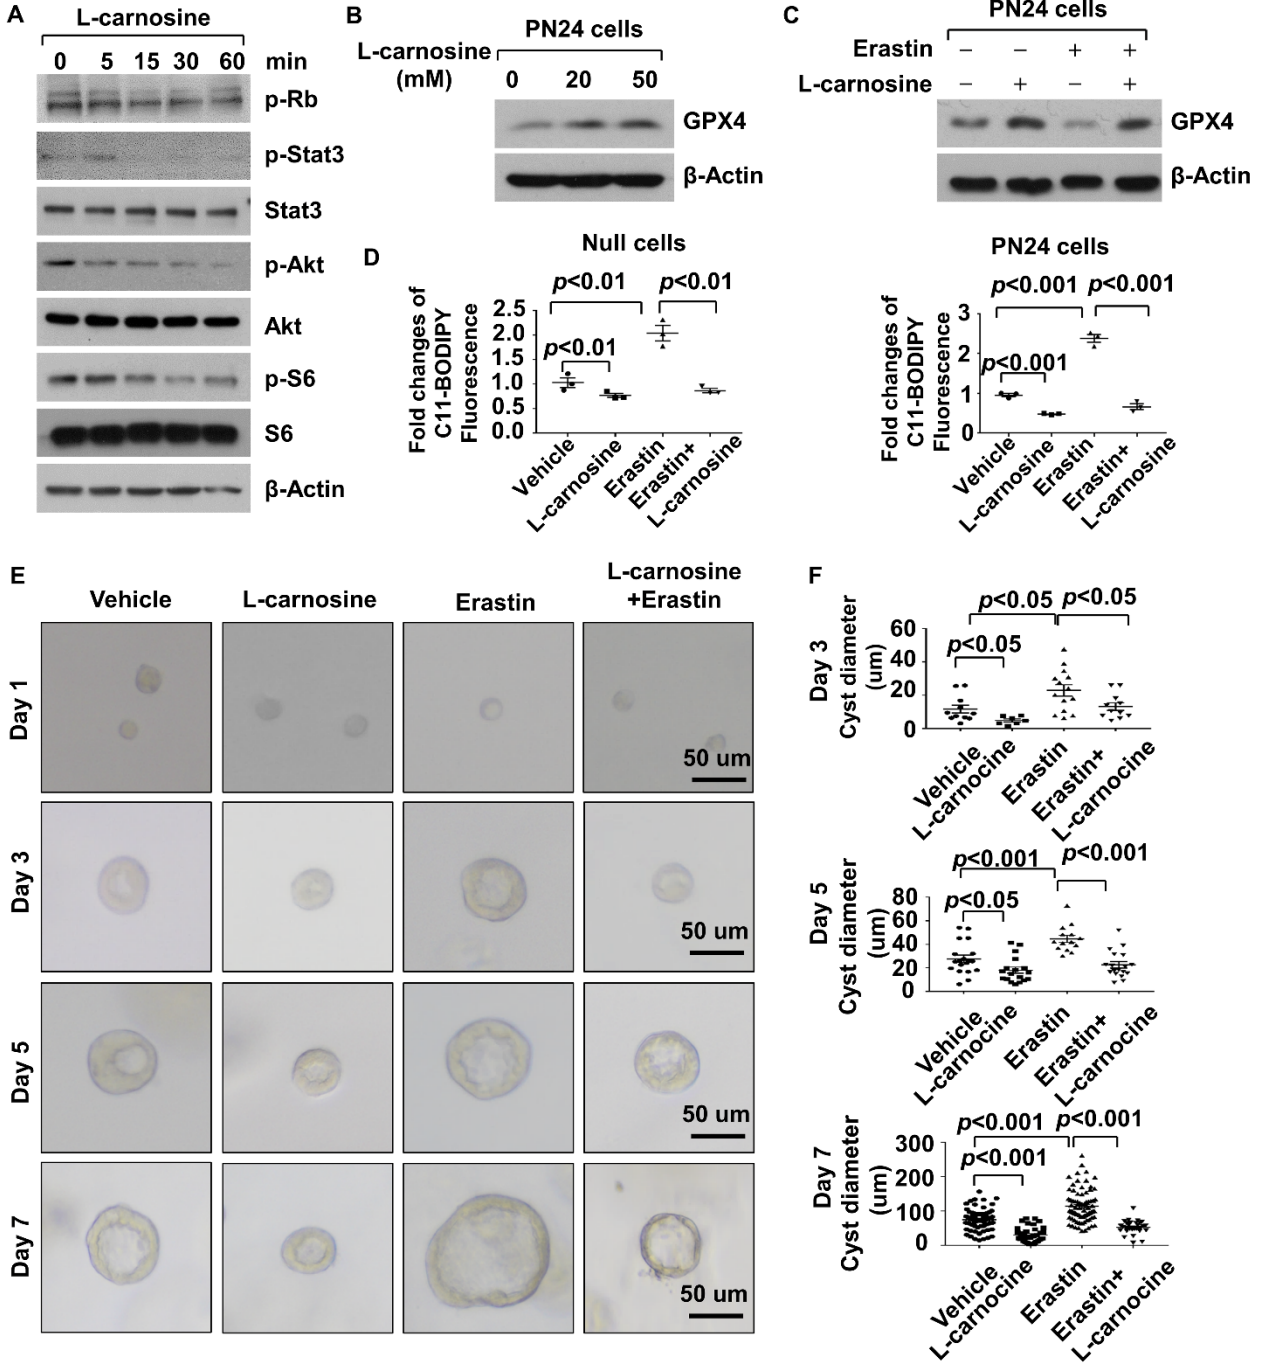 A
L-carnosine
0 5 15 30 60 min
p-Rb
p-Stat3
Stat3
p-Akt
Akt
p-S6
S6
β-Actin
B
PN24 cells
L-carnosine
(mM)
0 20 50
GPX4
β-Actin
C
PN24 cells
Erastin − − + +
L-carnosine − + − +
GPX4
β-Actin
D
Null cells
p<0.01 p<0.01
p<0.01
Fold changes of
C11-BODIPY
Fluorescence
2.5
2.0
1.5
1.0
0.5
0.0
Vehicle
L-carnosine
Erastin
Erastin+
L-carnosine
PN24 cells
p<0.001 p<0.001
p<0.001
Fold changes of
C11-BODIPY
Fluorescence
3
2
1
0
Vehicle
L-carnosine
Erastin
Erastin+
L-carnosine
E
Vehicle
L-carnosine
Erastin
L-carnosine
+Erastin
Day 1
50 um
Day 3
50 um
Day 5
50 um
Day 7
50 um
F
p<0.05 p<0.05
p<0.05
Day 3
Cyst diameter
(um)
60
40
20
0
Vehicle
L-carnocine
Erastin
Erastin+
L-carnocine
p<0.001 p<0.001
p<0.05
Day 5
Cyst diameter
(um)
80
60
40
20
0
Vehicle
L-carnocine
Erastin
Erastin+
L-carnocine
p<0.001 p<0.001
p<0.001
Day 7
Cyst diameter
(um)
300
200
100
0
Vehicle
L-carnocine
Erastin
Erastin+
L-carnocine